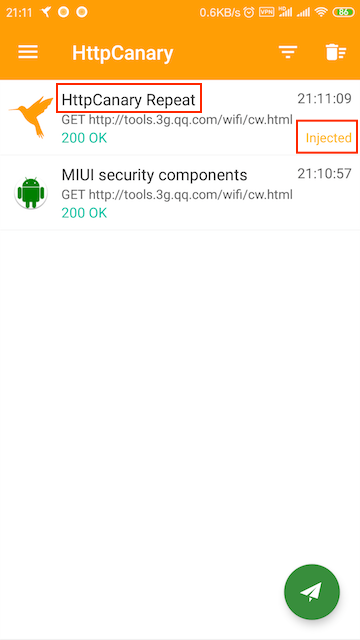 21:11 0.6KB/s VPN 86
HttpCanary
HttpCanary Repeat 21:11:09
GET http://tools.3g.qq.com/wifi/cw.html
200 OK Injected
MIUI security components 21:10:57
GET http://tools.3g.qq.com/wifi/cw.html
200 OK